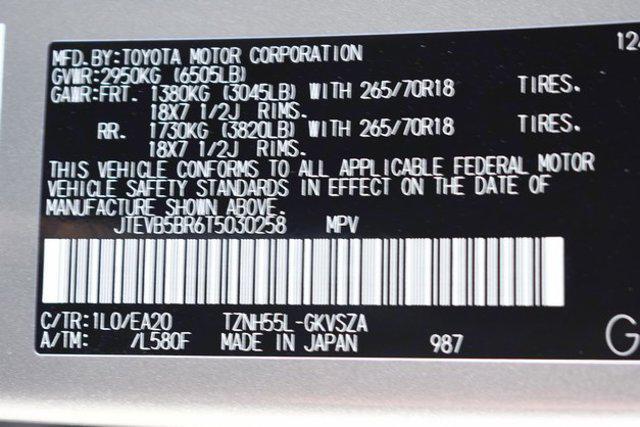 MFD.BY:TOYOTA MOTOR CORPORATION 124
GVWR:2950KG (6505LB)
GAWR:FRT. 1380KG (3045LB) WITH 265/70R18 TIRES.
18X7 1/2J RIMS.
RR. 1730KG (3820LB) WITH 265/70R18 TIRES.
18X7 1/2J RIMS.
THIS VEHICLE CONFORMS TO ALL APPLICABLE FEDERAL MOTOR
VEHICLE SAFETY STANDARDS IN EFFECT ON THE DATE OF
MANUFACTURE SHOWN ABOVE.
JTEVB5BR6T5030258 MPV
C/TR:1L0/EA20 TZNH55L-GKVSZA
A/TM: /L580F MADE IN JAPAN 987 G